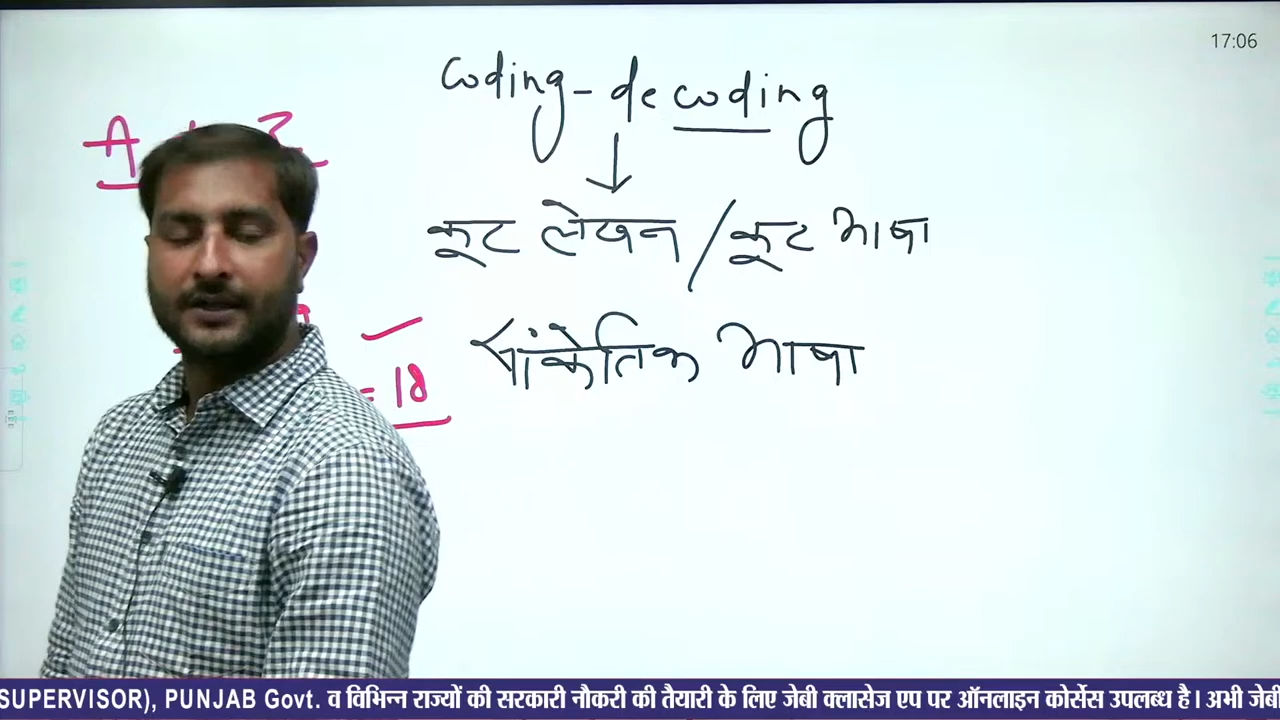 17:06
Coding-decoding
कूट लेखन / कूट भाषा
सांकेतिक भाषा
A
= 18
SUPERVISOR), PUNJAB Govt. व विभिन्न राज्यों की सरकारी नौकरी की तैयारी के लिए जेबी क्लासेज एप पर ऑनलाइन कोर्सेस उपलब्ध है। अभी जेबी